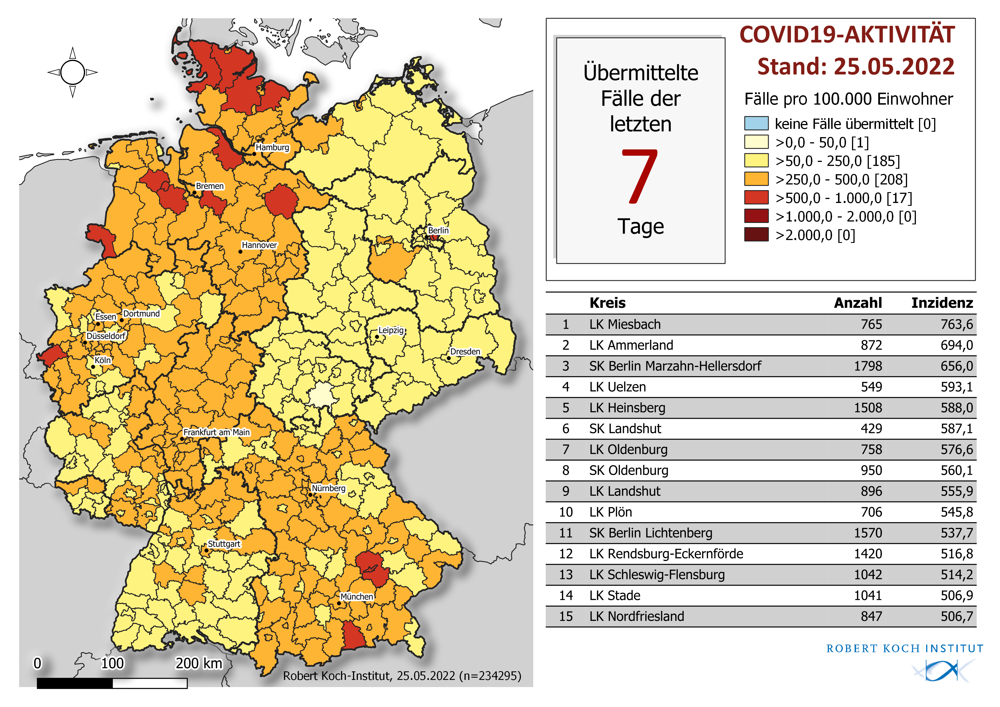 Hamburg
Bremen
Berlin
Hannover
Essen
Dortmund
Düsseldorf
Leipzig
Dresden
Köln
Frankfurt am Main
Nürnberg
Stuttgart
München
0 100 200 km
Robert Koch-Institut, 25.05.2022 (n=234295)
Übermittelte
Fälle der
letzten
7
Tage
COVID19-AKTIVITÄT
Stand: 25.05.2022
Fälle pro 100.000 Einwohner
keine Fälle übermittelt [0]
>0,0 - 50,0 [1]
>50,0 - 250,0 [185]
>250,0 - 500,0 [208]
>500,0 - 1.000,0 [17]
>1.000,0 - 2.000,0 [0]
>2.000,0 [0]
Kreis Anzahl Inzidenz
1 LK Miesbach 765 763,6
2 LK Ammerland 872 694,0
3 SK Berlin Marzahn-Hellersdorf 1798 656,0
4 LK Uelzen 549 593,1
5 LK Heinsberg 1508 588,0
6 SK Landshut 429 587,1
7 LK Oldenburg 758 576,6
8 SK Oldenburg 950 560,1
9 LK Landshut 896 555,9
10 LK Plön 706 545,8
11 SK Berlin Lichtenberg 1570 537,7
12 LK Rendsburg-Eckernförde 1420 516,8
13 LK Schleswig-Flensburg 1042 514,2
14 LK Stade 1041 506,9
15 LK Nordfriesland 847 506,7
ROBERT KOCH INSTITUT